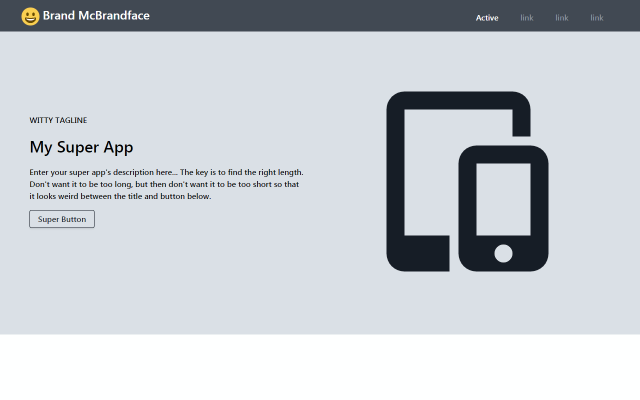 Brand McBrandface
Active link link link
WITTY TAGLINE
My Super App
Enter your super app's description here... The key is to find the right length.
Don't want it to be too long, but then don't want it to be too short so that
it looks weird between the title and button below.
Super Button